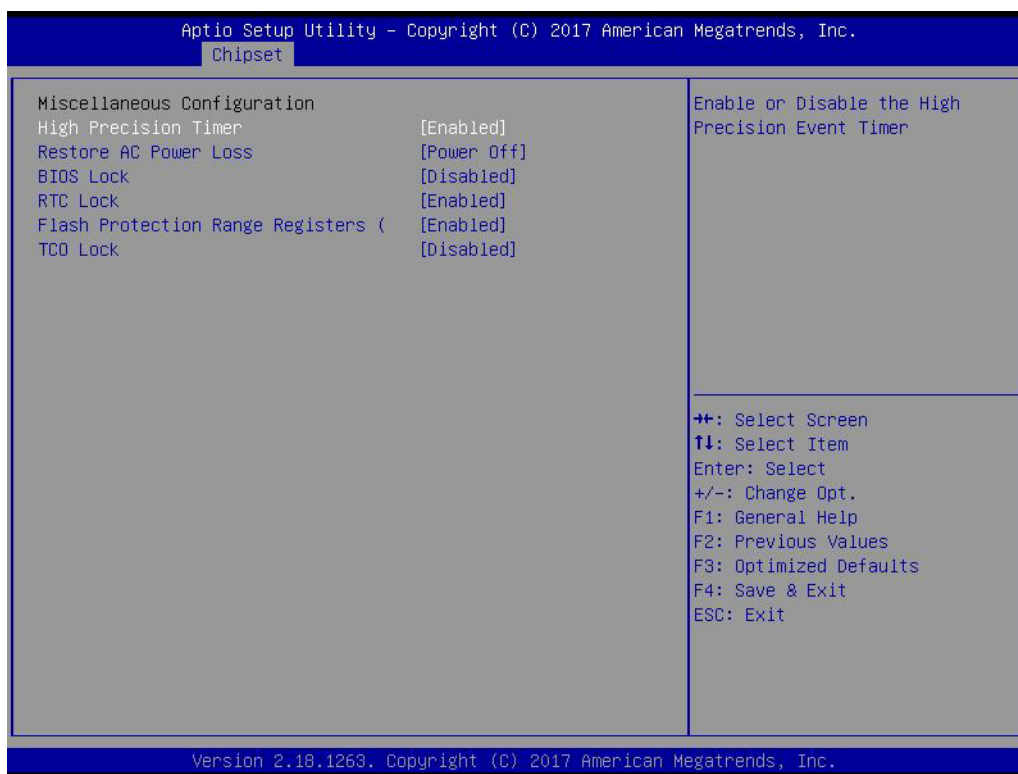 Aptio Setup Utility – Copyright (C) 2017 American Megatrends, Inc.
Chipset
Miscellaneous Configuration
High Precision Timer [Enabled]
Restore AC Power Loss [Power Off]
BIOS Lock [Disabled]
RTC Lock [Enabled]
Flash Protection Range Registers ( [Enabled]
TCO Lock [Disabled]
Enable or Disable the High
Precision Event Timer
→←: Select Screen
↑↓: Select Item
Enter: Select
+/-: Change Opt.
F1: General Help
F2: Previous Values
F3: Optimized Defaults
F4: Save & Exit
ESC: Exit
Version 2.18.1263. Copyright (C) 2017 American Megatrends, Inc.